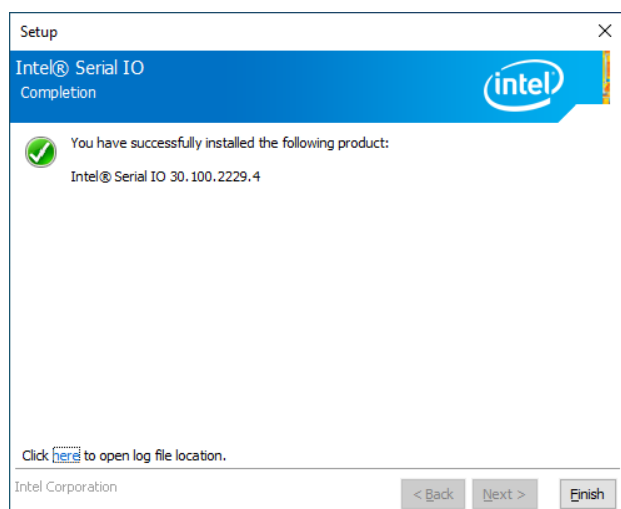 Setup
Intel® Serial IO
Completion
intel
You have successfully installed the following product:
Intel® Serial IO 30.100.2229.4
Click here to open log file location.
Intel Corporation
< Back Next > Finish